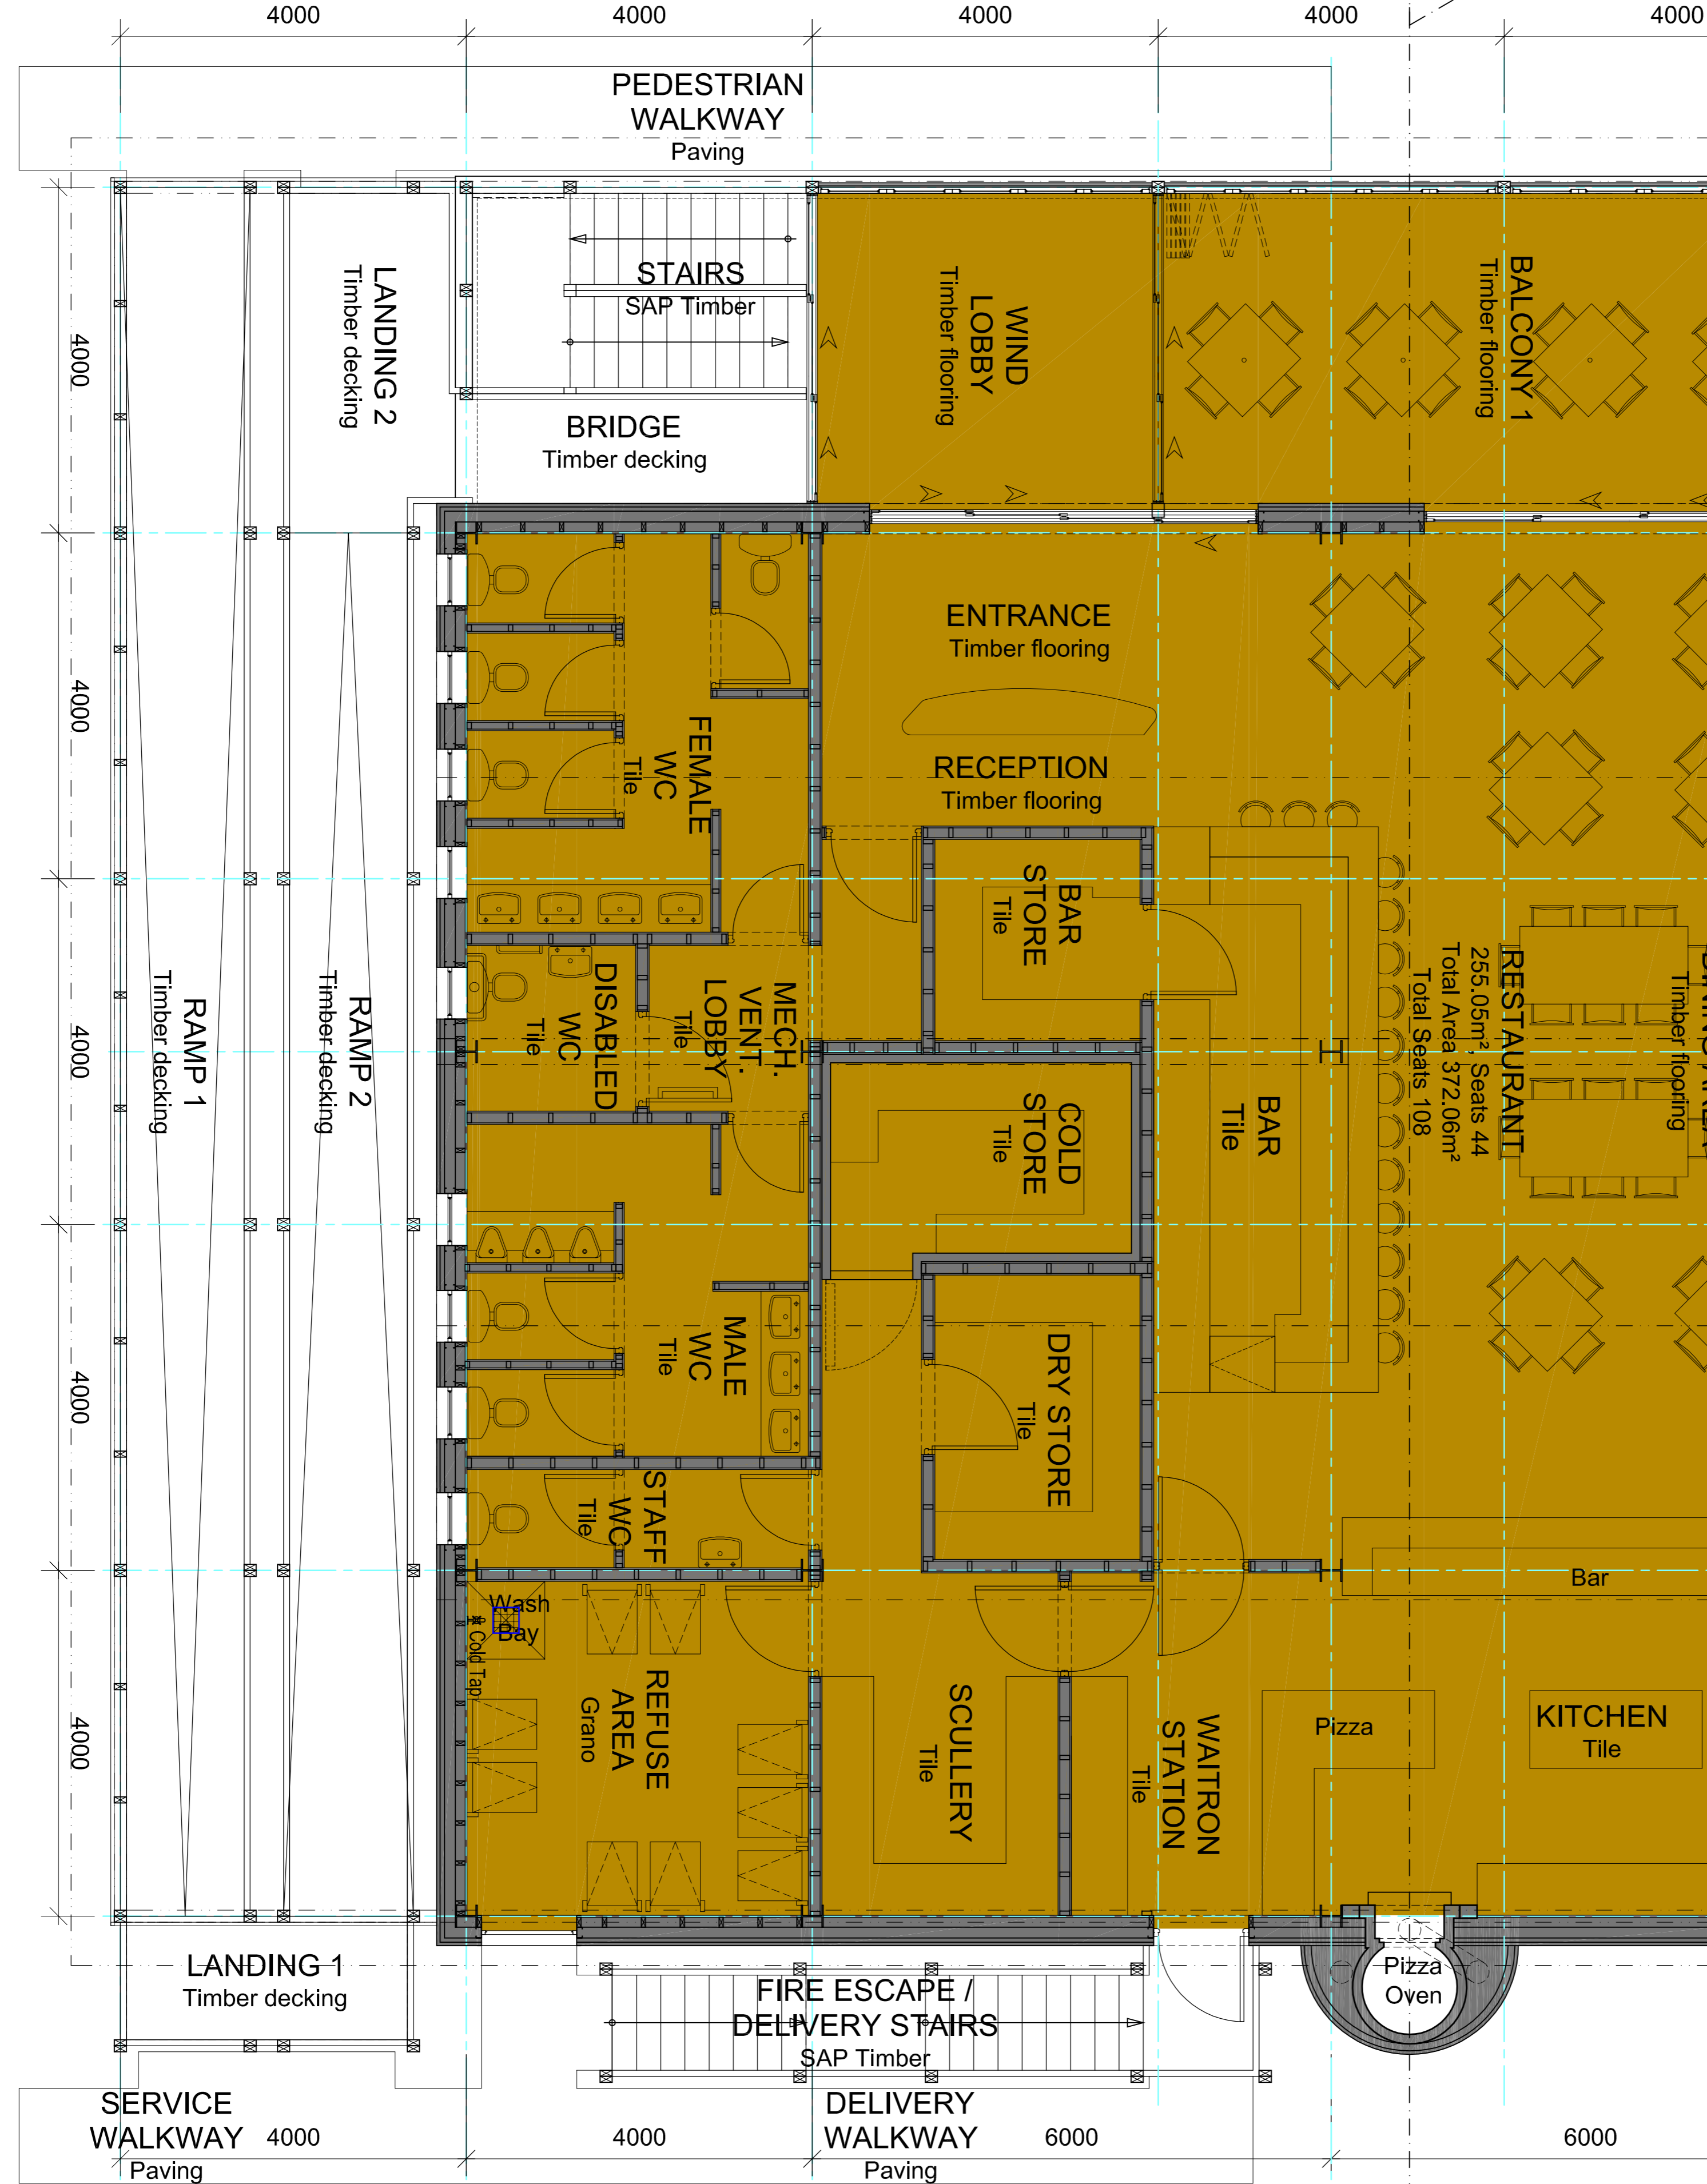 4000
4000
4000
4000
4000
PEDESTRIAN
WALKWAY
Paving
4000
4000
4000
4000
4000
LANDING 2
Timber decking
STAIRS
SAP Timber
BRIDGE
Timber decking
WIND
LOBBY
Timber flooring
BALCONY 1
Timber flooring
ENTRANCE
Timber flooring
RECEPTION
Timber flooring
FEMALE
WC
Tile
BAR
STORE
Tile
MECH.
VENT.
LOBBY
Tile
DISABLED
WC
Tile
RAMP 1
Timber decking
RAMP 2
Timber decking
COLD
STORE
Tile
BAR
Tile
Timber flooring
RESTAURANT
255.05m², Seats 44
Total Area 372.06m²
Total Seats 108
MALE
WC
Tile
DRY STORE
Tile
STAFF
WC
Tile
Bar
Wash
Bay
Cold Tap
REFUSE
AREA
Grano
SCULLERY
Tile
WAITRON
STATION
Tile
Pizza
KITCHEN
Tile
Pizza
Oven
LANDING 1
Timber decking
FIRE ESCAPE /
DELIVERY STAIRS
SAP Timber
SERVICE
WALKWAY
Paving
DELIVERY
WALKWAY
Paving
4000
4000
6000
6000